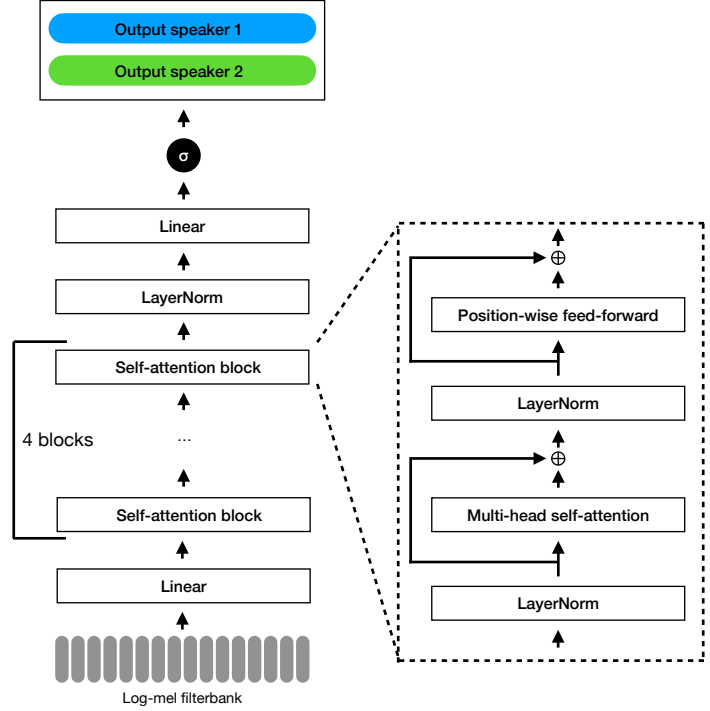 Output speaker 1
Output speaker 2
σ
Linear
LayerNorm
Self-attention block
4 blocks
...
Self-attention block
Linear
Log-mel filterbank
Position-wise feed-forward
LayerNorm
Multi-head self-attention
LayerNorm